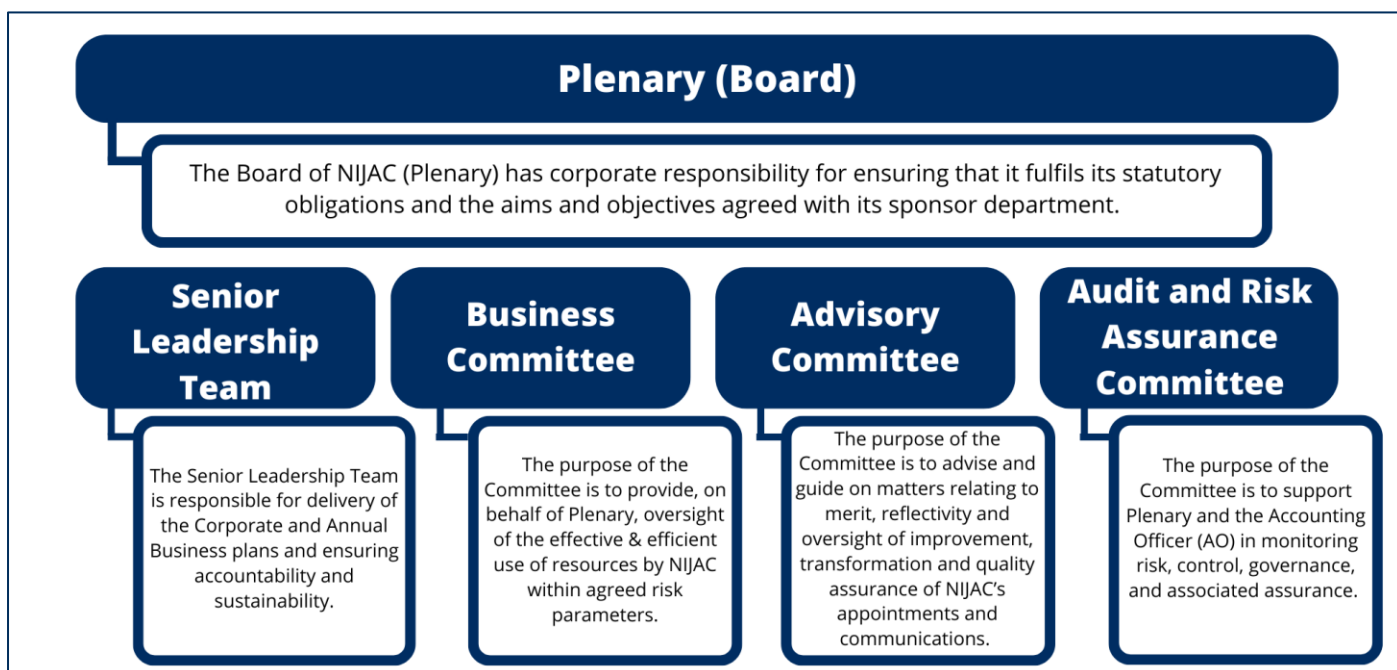 Plenary (Board)
The Board of NIJAC (Plenary) has corporate responsibility for ensuring that it fulfils its statutory
obligations and the aims and objectives agreed with its sponsor department.
Senior
Leadership
Team
The Senior Leadership Team
is responsible for delivery of
the Corporate and Annual
Business plans and ensuring
accountability and
sustainability.
Business
Committee
The purpose of the
Committee is to provide, on
behalf of Plenary, oversight
of the effective & efficient
use of resources by NIJAC
within agreed risk
parameters.
Advisory
Committee
The purpose of the
Committee is to advise and
guide on matters relating to
merit, reflectivity and
oversight of improvement,
transformation and quality
assurance of NIJAC’s
appointments and
communications.
Audit and Risk
Assurance
Committee
The purpose of the
Committee is to support
Plenary and the Accounting
Officer (AO) in monitoring
risk, control, governance,
and associated assurance.